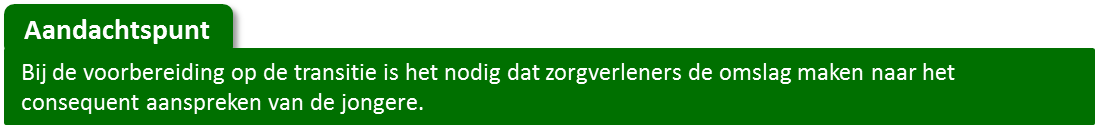 Aandachtspunt
Bij de voorbereiding op de transitie is het nodig dat zorgverleners de omslag maken naar het
consequent aanspreken van de jongere.